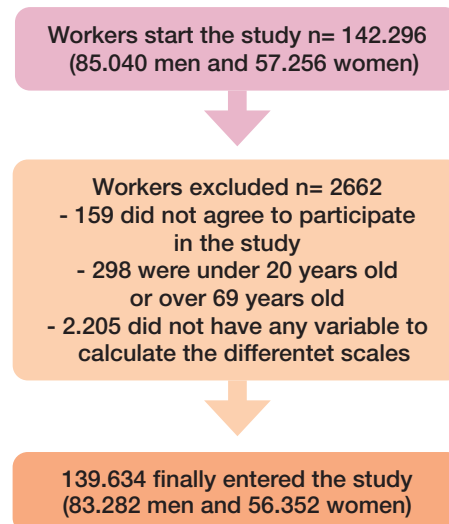 Workers start the study n= 142.296
(85.040 men and 57.256 women)
Workers excluded n= 2662
- 159 did not agree to participate
in the study
- 298 were under 20 years old
or over 69 years old
- 2.205 did not have any variable to
calculate the differentet scales
139.634 finally entered the study
(83.282 men and 56.352 women)